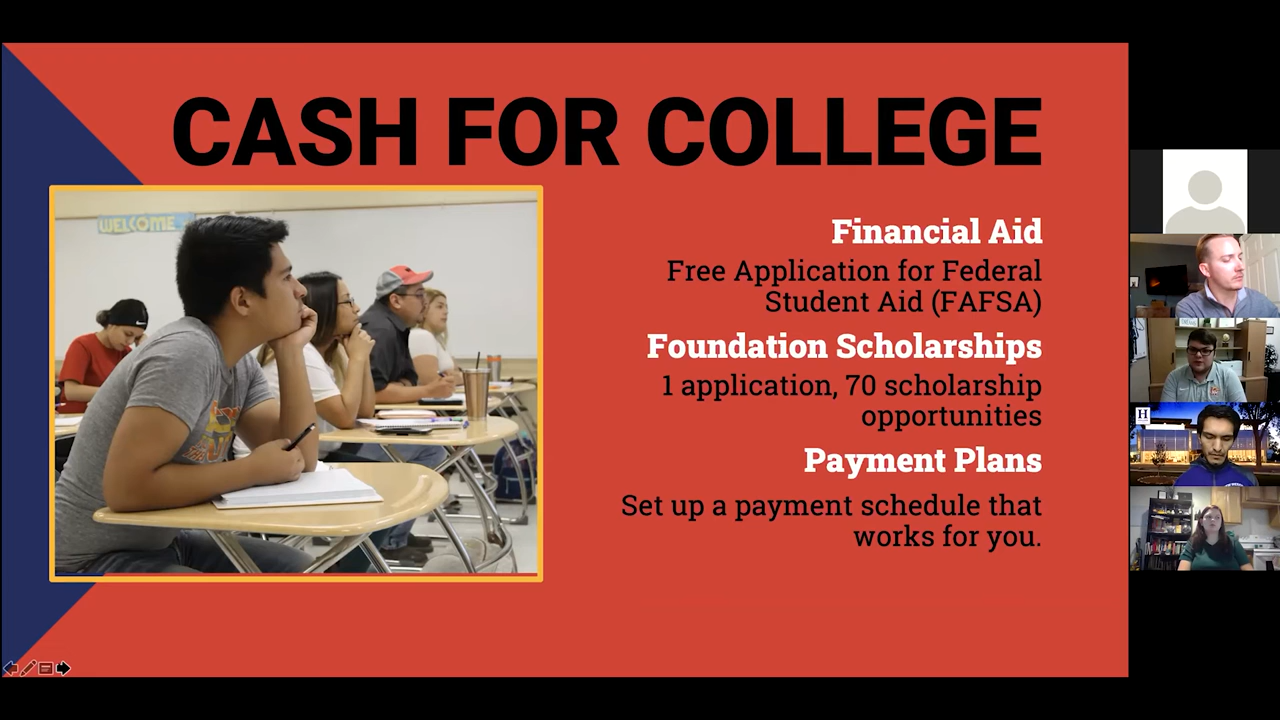 CASH FOR COLLEGE
WELCOME
Financial Aid
Free Application for Federal
Student Aid (FAFSA)
Foundation Scholarships
1 application, 70 scholarship
opportunities
Payment Plans
Set up a payment schedule that
works for you.
H